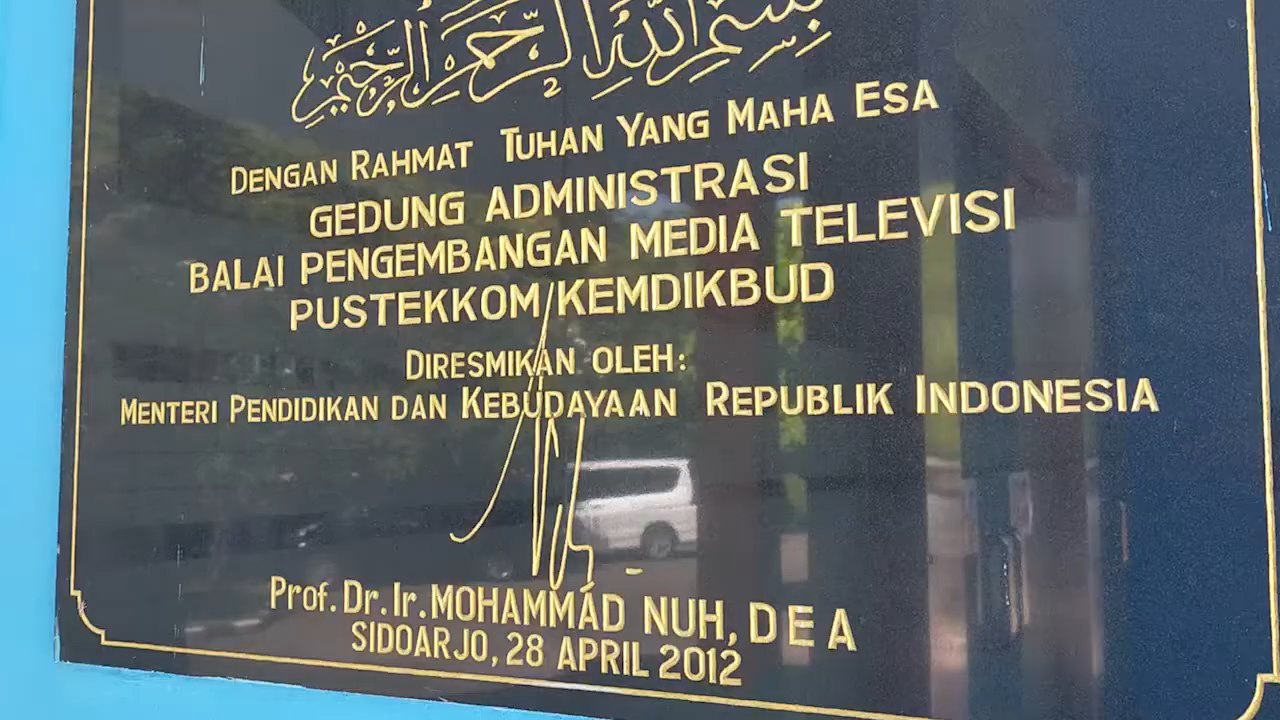 بسم الله الرحمن الرحيم
DENGAN RAHMAT TUHAN YANG MAHA ESA
GEDUNG ADMINISTRASI
BALAI PENGEMBANGAN MEDIA TELEVISI
PUSTEKKOM/KEMDIKBUD
DIRESMIKAN OLEH:
MENTERI PENDIDIKAN DAN KEBUDAYAAN REPUBLIK INDONESIA
Prof. Dr. Ir. MOHAMMAD NUH, DEA
SIDOARJO, 28 APRIL 2012